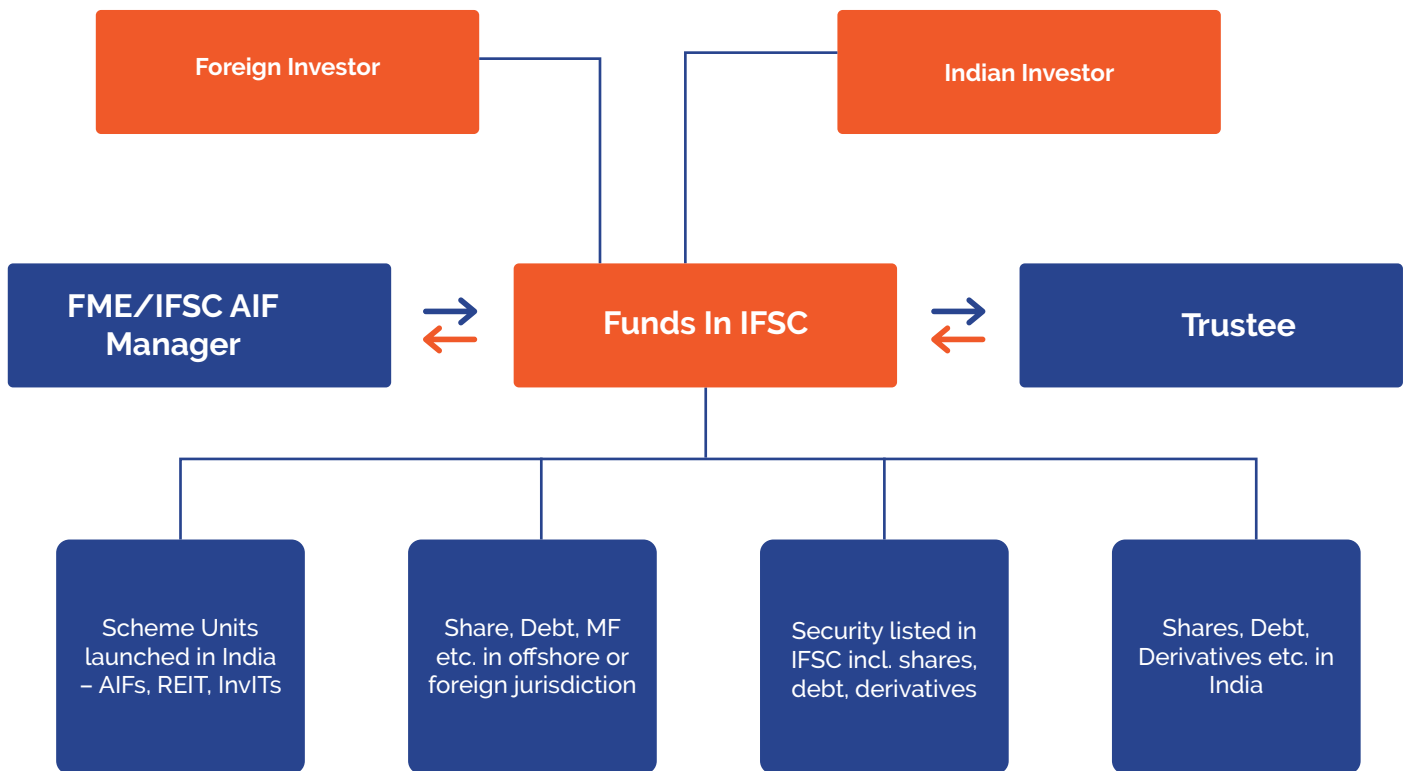 Foreign Investor
Indian Investor
FME/IFSC AIF
Manager
Funds In IFSC
Trustee
Scheme Units
launched in India
– AIFs, REIT, InvITs
Share, Debt, MF
etc. in offshore or
foreign jurisdiction
Security listed in
IFSC incl. shares,
debt, derivatives
Shares, Debt,
Derivatives etc. in
India